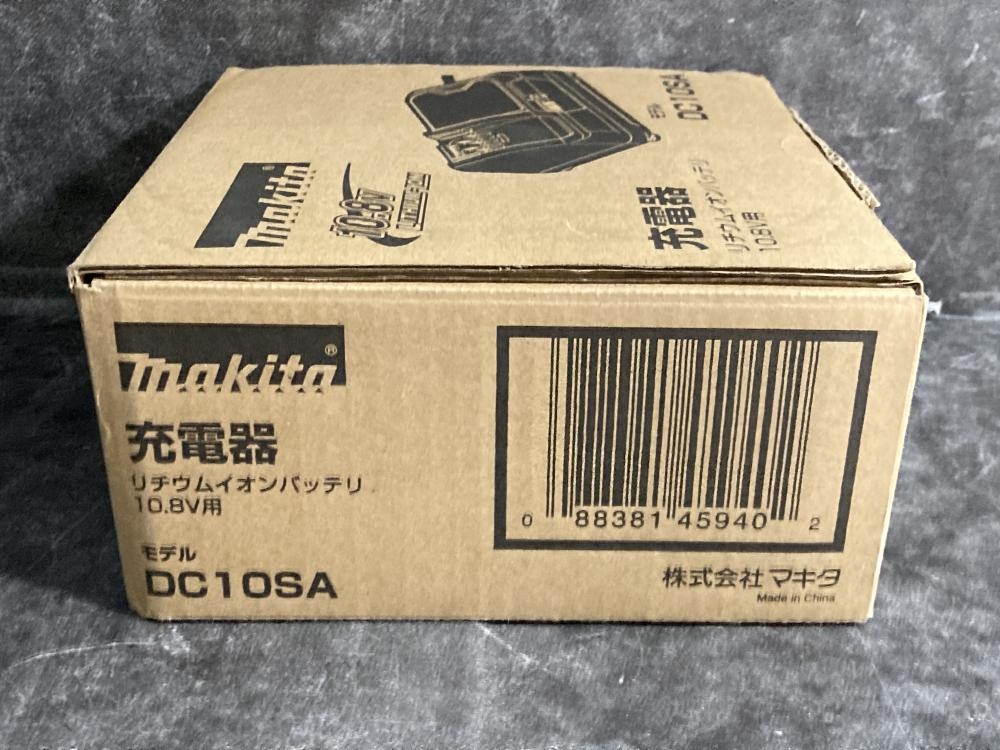 makita
10.8V
充電器
リチウムイオンバッテリ
10.8V用
モデル
DC10SA
makita®
充電器
リチウムイオンバッテリ
10.8V用
モデル
DC10SA
0 88381 45940 2
株式会社マキタ
Made in China